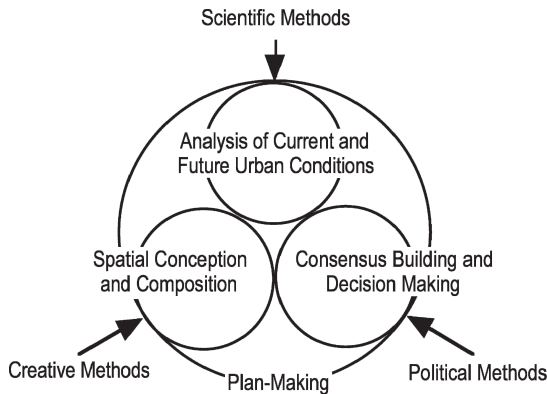 Scientific Methods
Analysis of Current and
Future Urban Conditions
Spatial Conception
and Composition
Consensus Building and
Decision Making
Creative Methods
Plan-Making
Political Methods